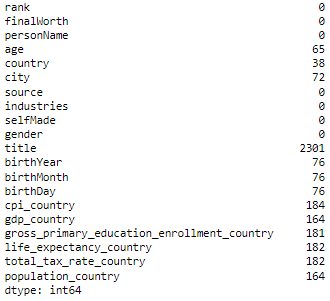 rank 0
finalWorth 0
personName 0
age 65
country 38
city 72
source 0
industries 0
selfMade 0
gender 0
title 2301
birthYear 76
birthMonth 76
birthDay 76
cpi_country 184
gdp_country 164
gross_primary_education_enrollment_country 181
life_expectancy_country 182
total_tax_rate_country 182
population_country 164
dtype: int64